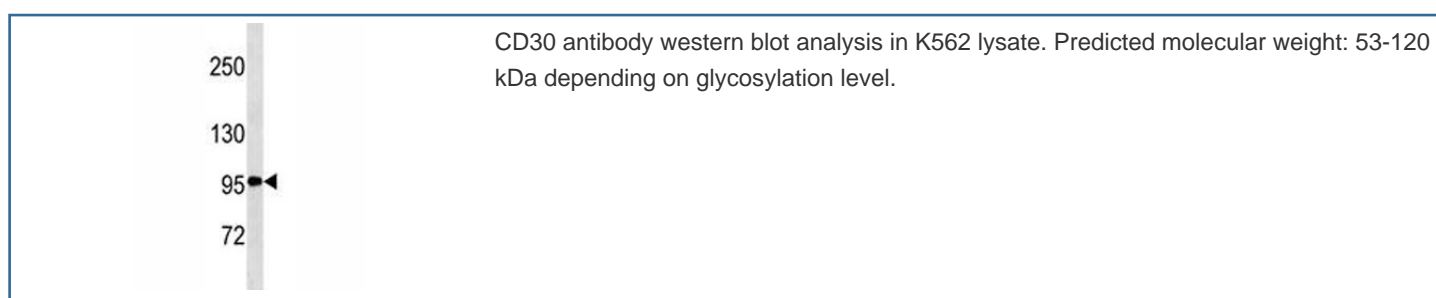 CD30 antibody western blot analysis in K562 lysate. Predicted molecular weight: 53-120
kDa depending on glycosylation level.
250
130
95
72